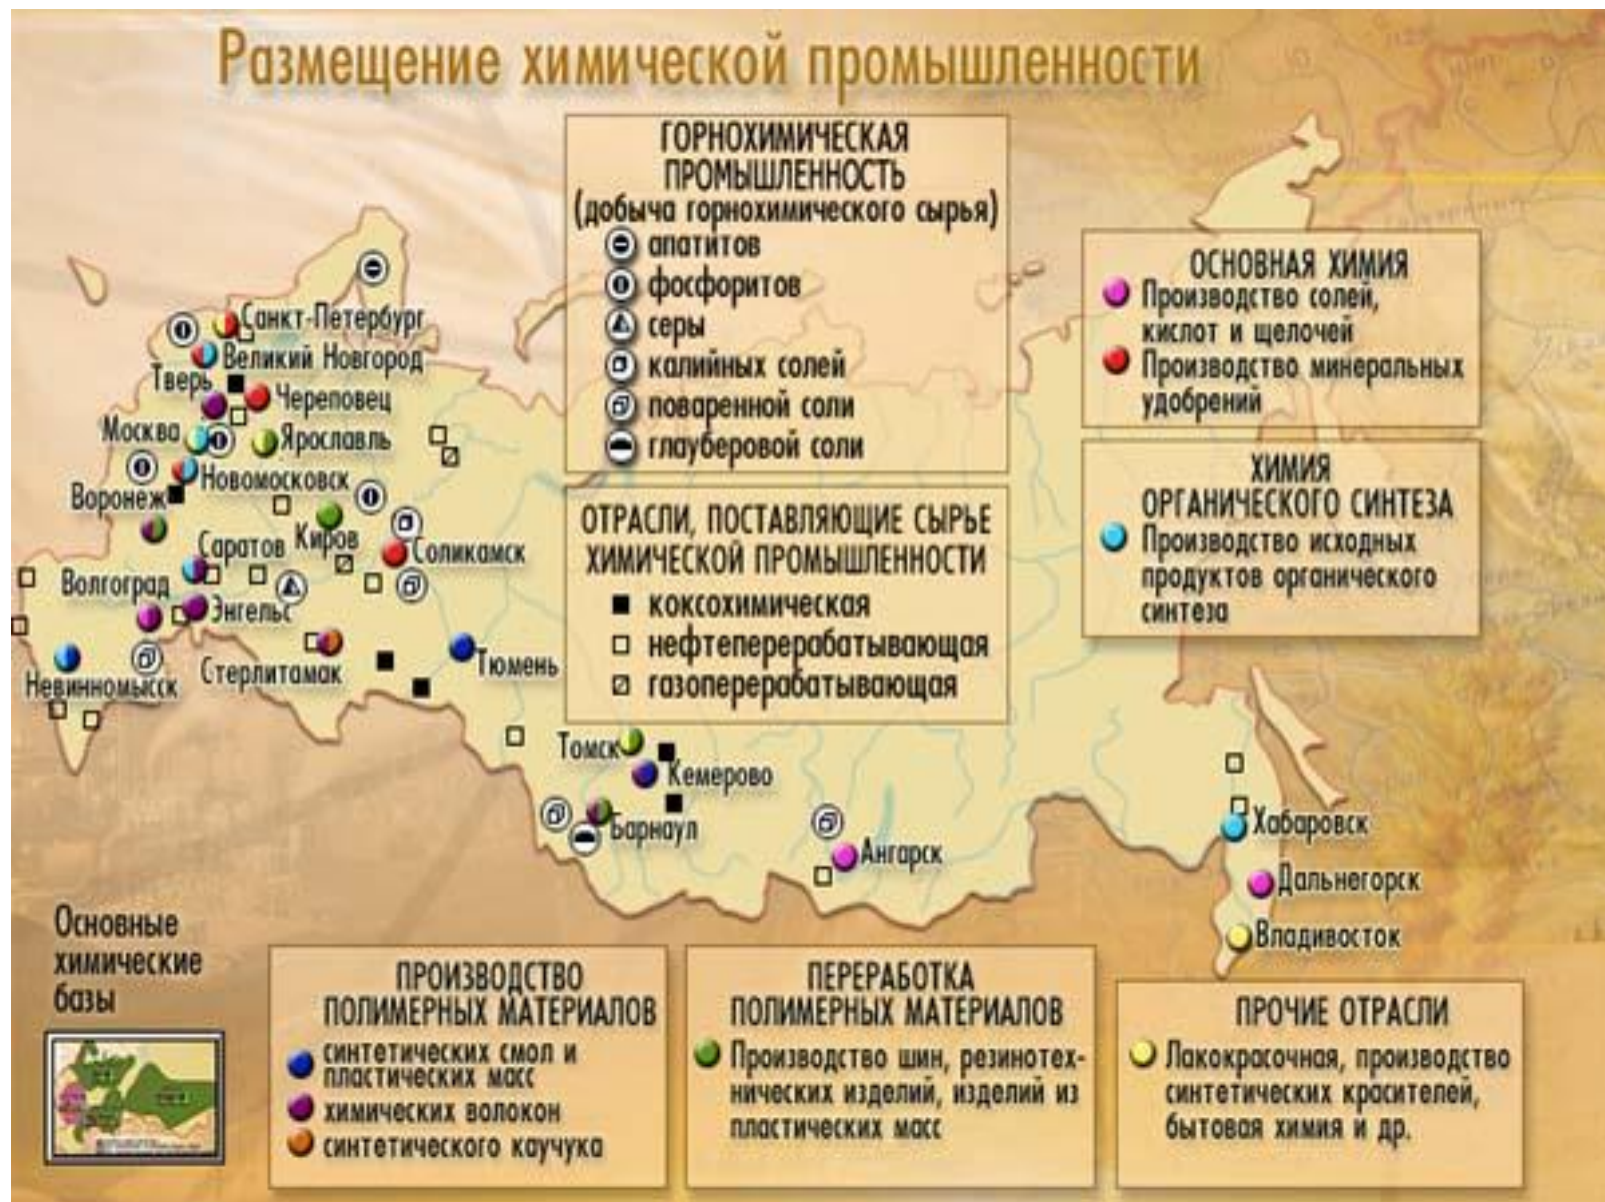 Размещение химической промышленности
ГОРНОХИМИЧЕСКАЯ
ПРОМЫШЛЕННОСТЬ
(добыча горнохимического сырья)
апатитов
фосфоритов
серы
калийных солей
поваренной соли
глауберовой соли
ОТРАСЛИ, ПОСТАВЛЯЮЩИЕ СЫРЬЕ
ХИМИЧЕСКОЙ ПРОМЫШЛЕННОСТИ
коксохимическая
нефтеперерабатывающая
газоперерабатывающая
ОСНОВНАЯ ХИМИЯ
Производство солей,
кислот и щелочей
Производство минеральных
удобрений
ХИМИЯ
ОРГАНИЧЕСКОГО СИНТЕЗА
Производство исходных
продуктов органического
синтеза
Санкт-Петербург
Великий Новгород
Тверь
Череповец
Москва
Ярославль
Новомосковск
Воронеж
Саратов
Киров
Соликамск
Волгоград
Энгельс
Стерлитамак
Тюмень
Невинномысск
Томск
Кемерово
Барнаул
Ангарск
Хабаровск
Дальнегорск
Владивосток
Основные
химические
базы
ПРОИЗВОДСТВО
ПОЛИМЕРНЫХ МАТЕРИАЛОВ
синтетических смол и
пластических масс
химических волокон
синтетического каучука
ПЕРЕРАБОТКА
ПОЛИМЕРНЫХ МАТЕРИАЛОВ
Производство шин, резинотех-
нических изделий, изделий из
пластических масс
ПРОЧИЕ ОТРАСЛИ
Лакокрасочная, производство
синтетических красителей,
бытовая химия и др.